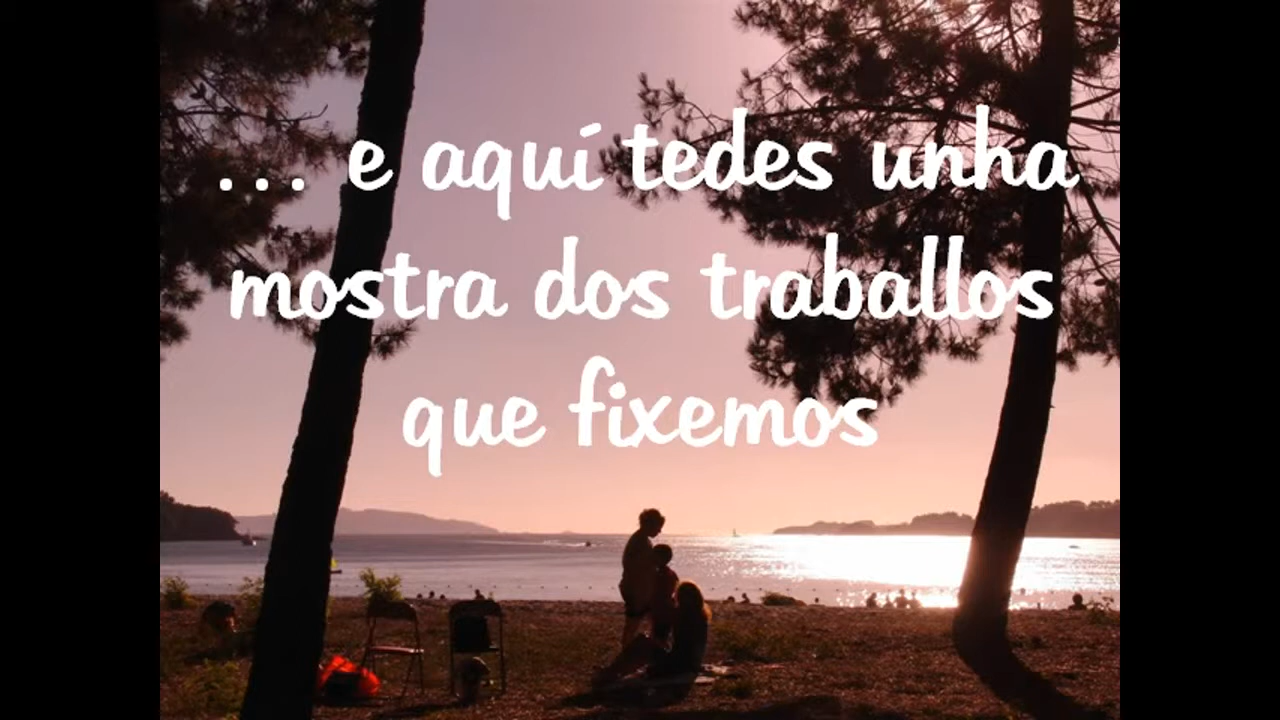 ... e aquí tedes unha
mostra dos traballos
que fixemos